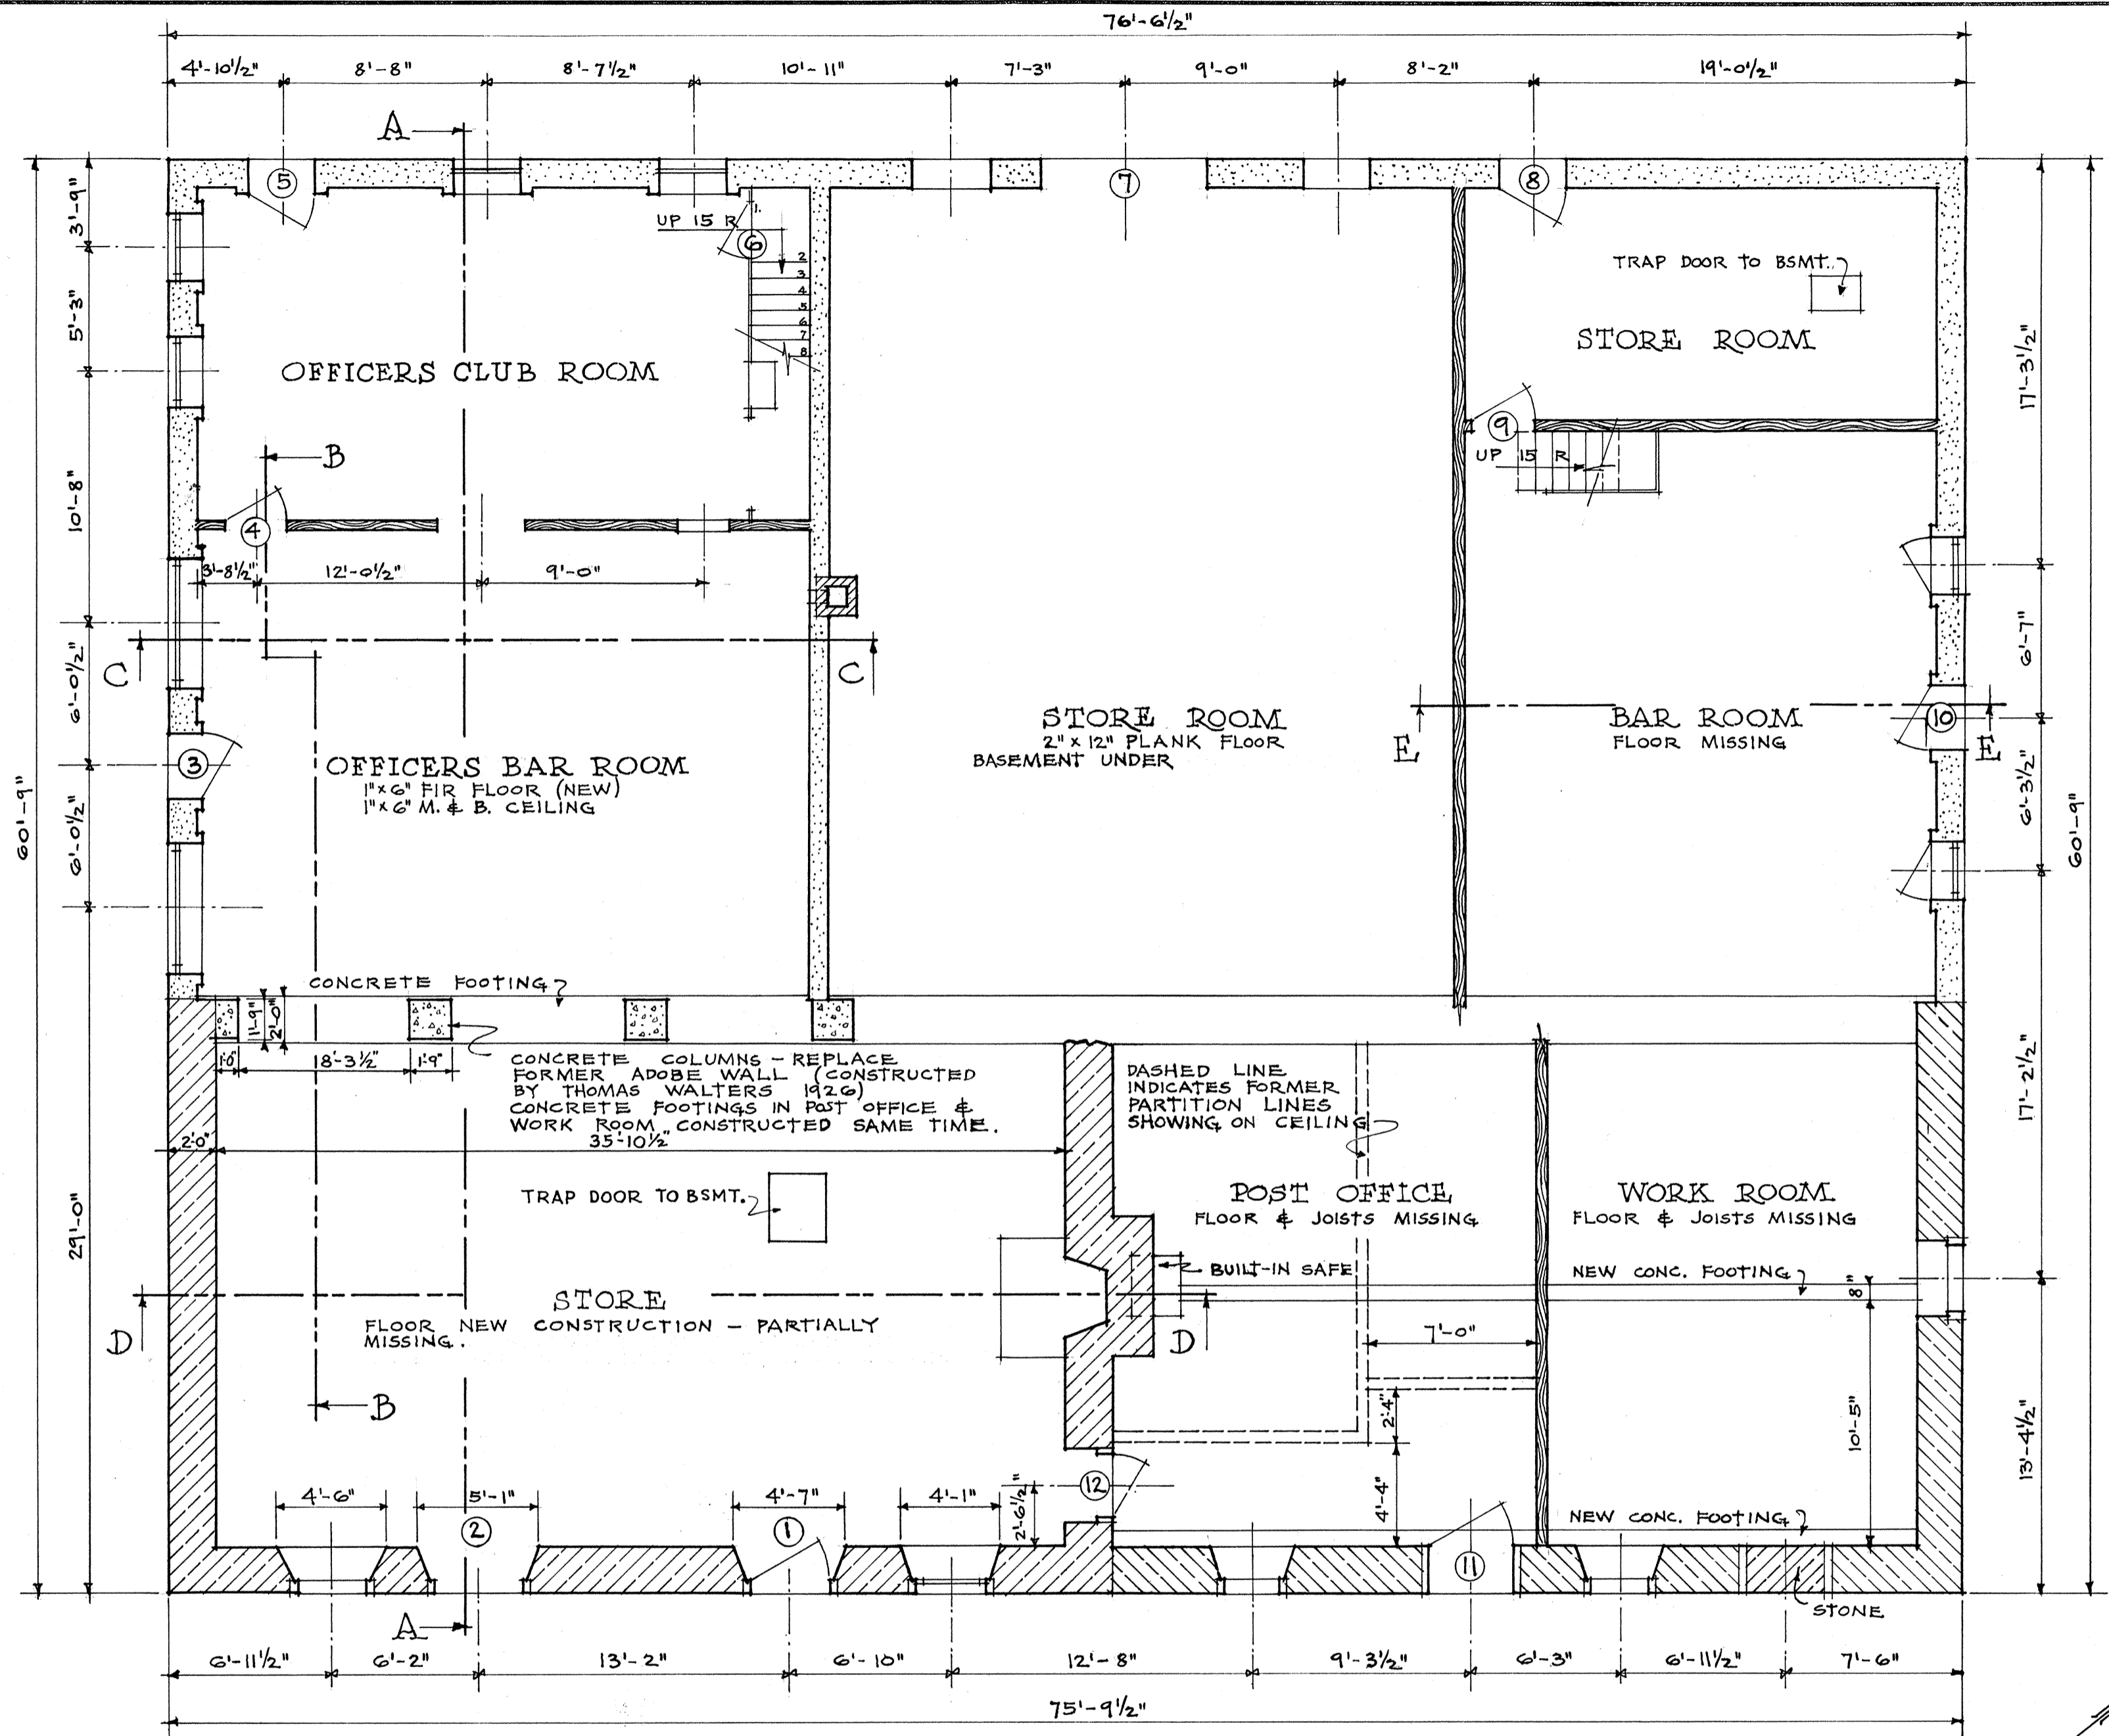 76'-6½"
4'-10½" 8'-8" 8'-7½" 10'-11" 7'-3" 9'-0" 8'-2" 19'-0½"
A
5 7 8
3'-9"
UP 15 R
1
6
2
3
4
5
6
7
8
TRAP DOOR TO BSMT.
5'-3"
STORE ROOM
17'-3½"
OFFICERS CLUB ROOM
9
UP 15 R
B
10'-8"
4
3'-8½" 12'-0½" 9'-0"
6'-7"
C C
6'-0½"
STORE ROOM
2" x 12" PLANK FLOOR
BASEMENT UNDER
BAR ROOM
FLOOR MISSING
10
E E
3
OFFICERS BAR ROOM
1" x 6" FIR FLOOR (NEW)
1" x 6" M. & B. CEILING
60'-9"
6'-0½"
6'-3½"
60'-9"
CONCRETE FOOTING
1'-9" 2'-0"
1'-0" 8'-3½" 1'-9"
CONCRETE COLUMNS - REPLACE
FORMER ADOBE WALL (CONSTRUCTED
BY THOMAS WALTERS 1926)
CONCRETE FOOTINGS IN POST OFFICE &
WORK ROOM CONSTRUCTED SAME TIME.
DASHED LINE
INDICATES FORMER
PARTITION LINES
SHOWING ON CEILING
17'-2½"
2'-0" 35'-10½"
29'-0"
TRAP DOOR TO BSMT.
POST OFFICE
FLOOR & JOISTS MISSING
WORK ROOM
FLOOR & JOISTS MISSING
BUILT-IN SAFE
NEW CONC. FOOTING
8"
STORE
FLOOR NEW CONSTRUCTION - PARTIALLY
MISSING.
D D
7'-0"
B
2'-4"
10'-5"
13'-4½"
12
4'-6" 5'-1" 4'-7" 4'-1"
2'-6½"
4'-4"
2 1
NEW CONC. FOOTING
11
STONE
A
6'-11½" 6'-2" 13'-2" 6'-10" 12'-8" 9'-3½" 6'-3" 6'-11½" 7'-6"
75'-9½"